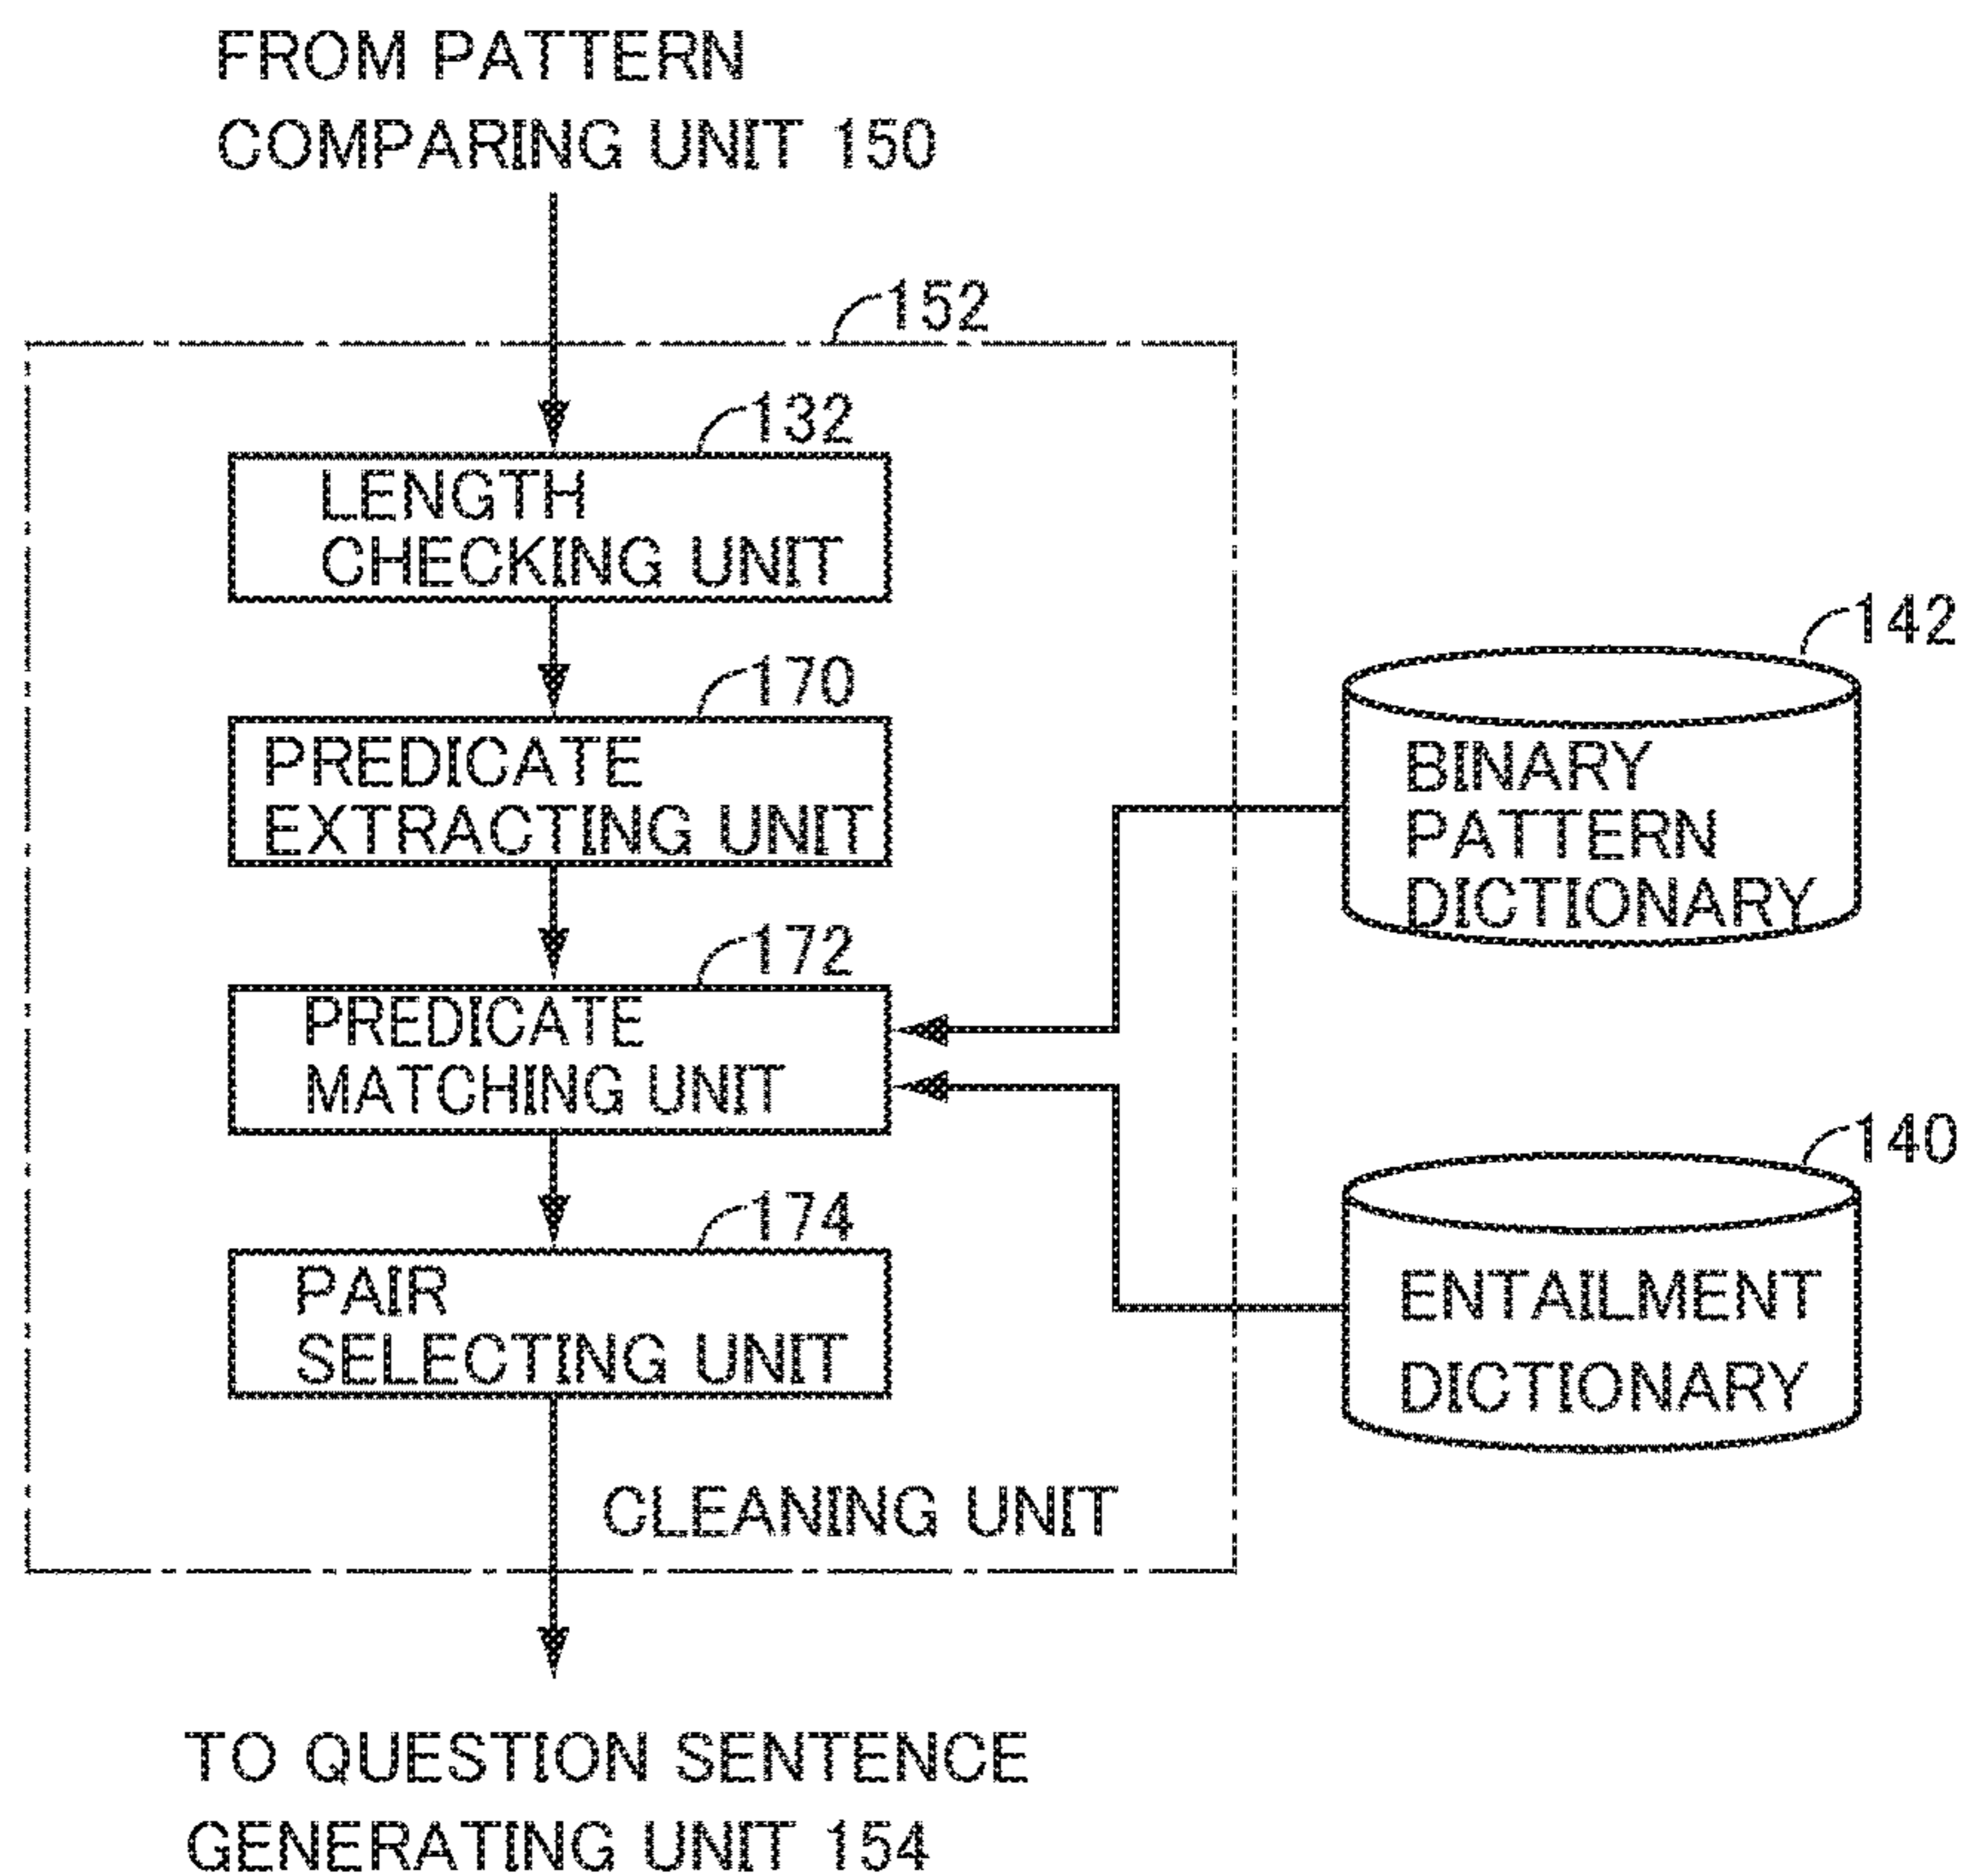 FROM PATTERN
COMPARING UNIT 150
152
132
LENGTH
CHECKING UNIT
170
PREDICATE
EXTRACTING UNIT
142
BINARY
PATTERN
DICTIONARY
172
PREDICATE
MATCHING UNIT
140
ENTAILMENT
DICTIONARY
174
PAIR
SELECTING UNIT
CLEANING UNIT
TO QUESTION SENTENCE
GENERATING UNIT 154